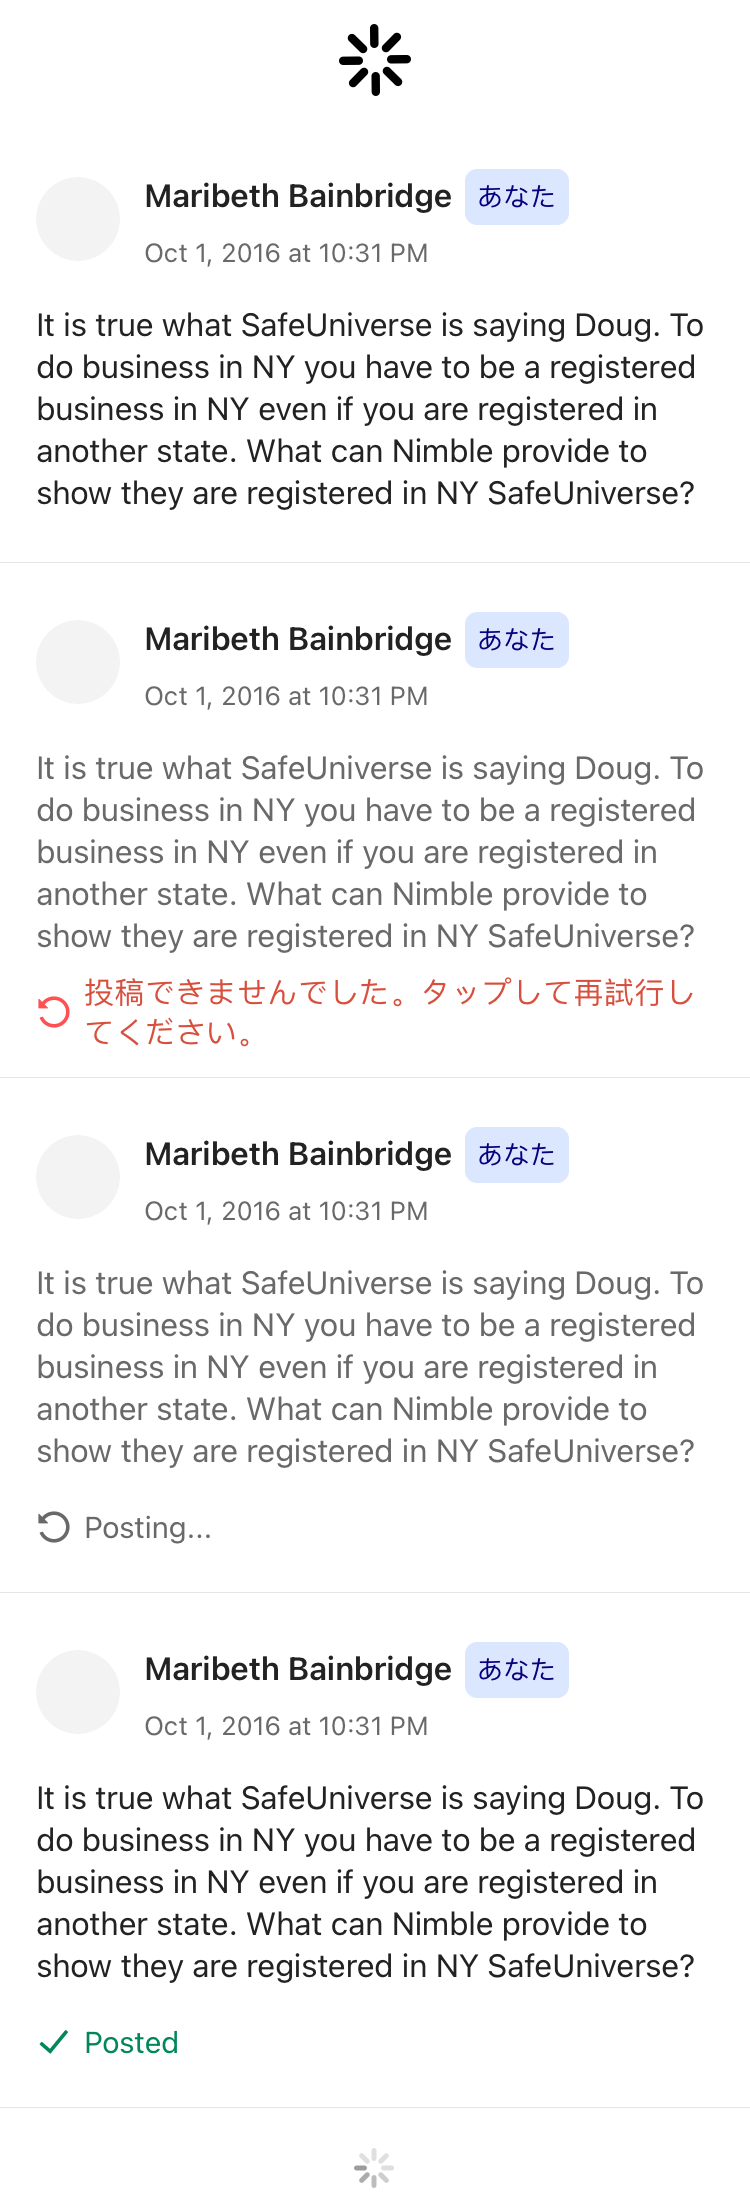 Maribeth Bainbridge あなた
Oct 1, 2016 at 10:31 PM
It is true what SafeUniverse is saying Doug. To
do business in NY you have to be a registered
business in NY even if you are registered in
another state. What can Nimble provide to
show they are registered in NY SafeUniverse?
Maribeth Bainbridge あなた
Oct 1, 2016 at 10:31 PM
It is true what SafeUniverse is saying Doug. To
do business in NY you have to be a registered
business in NY even if you are registered in
another state. What can Nimble provide to
show they are registered in NY SafeUniverse?
投稿できませんでした。タップして再試行し
てください。
Maribeth Bainbridge あなた
Oct 1, 2016 at 10:31 PM
It is true what SafeUniverse is saying Doug. To
do business in NY you have to be a registered
business in NY even if you are registered in
another state. What can Nimble provide to
show they are registered in NY SafeUniverse?
Posting...
Maribeth Bainbridge あなた
Oct 1, 2016 at 10:31 PM
It is true what SafeUniverse is saying Doug. To
do business in NY you have to be a registered
business in NY even if you are registered in
another state. What can Nimble provide to
show they are registered in NY SafeUniverse?
Posted